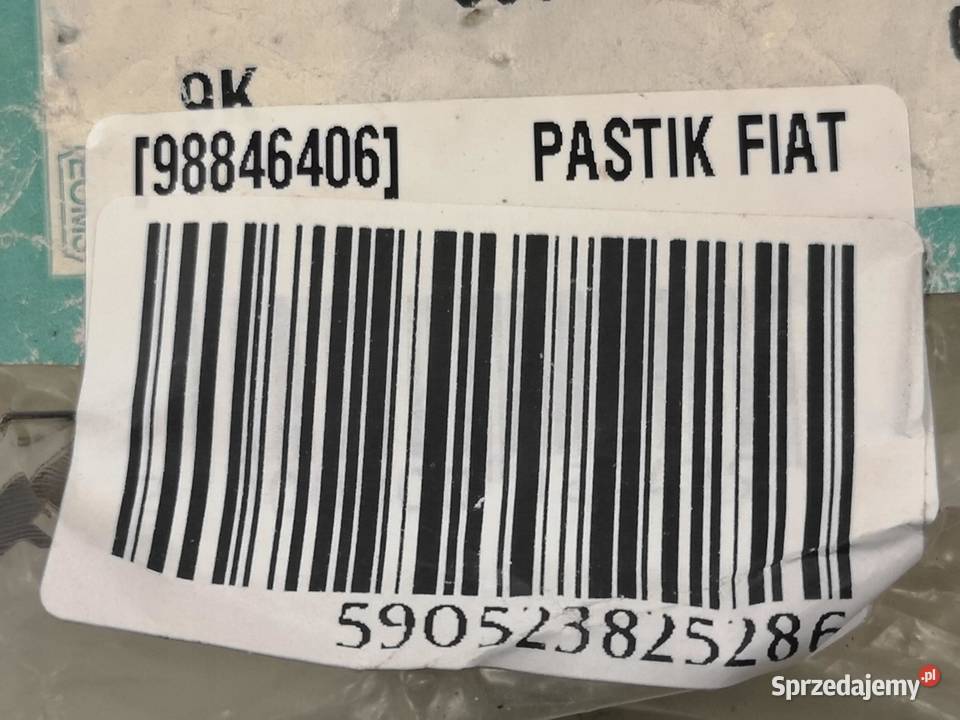 9K
[98846406] PASTIK FIAT
590523825286
Sprzedajemy.pl